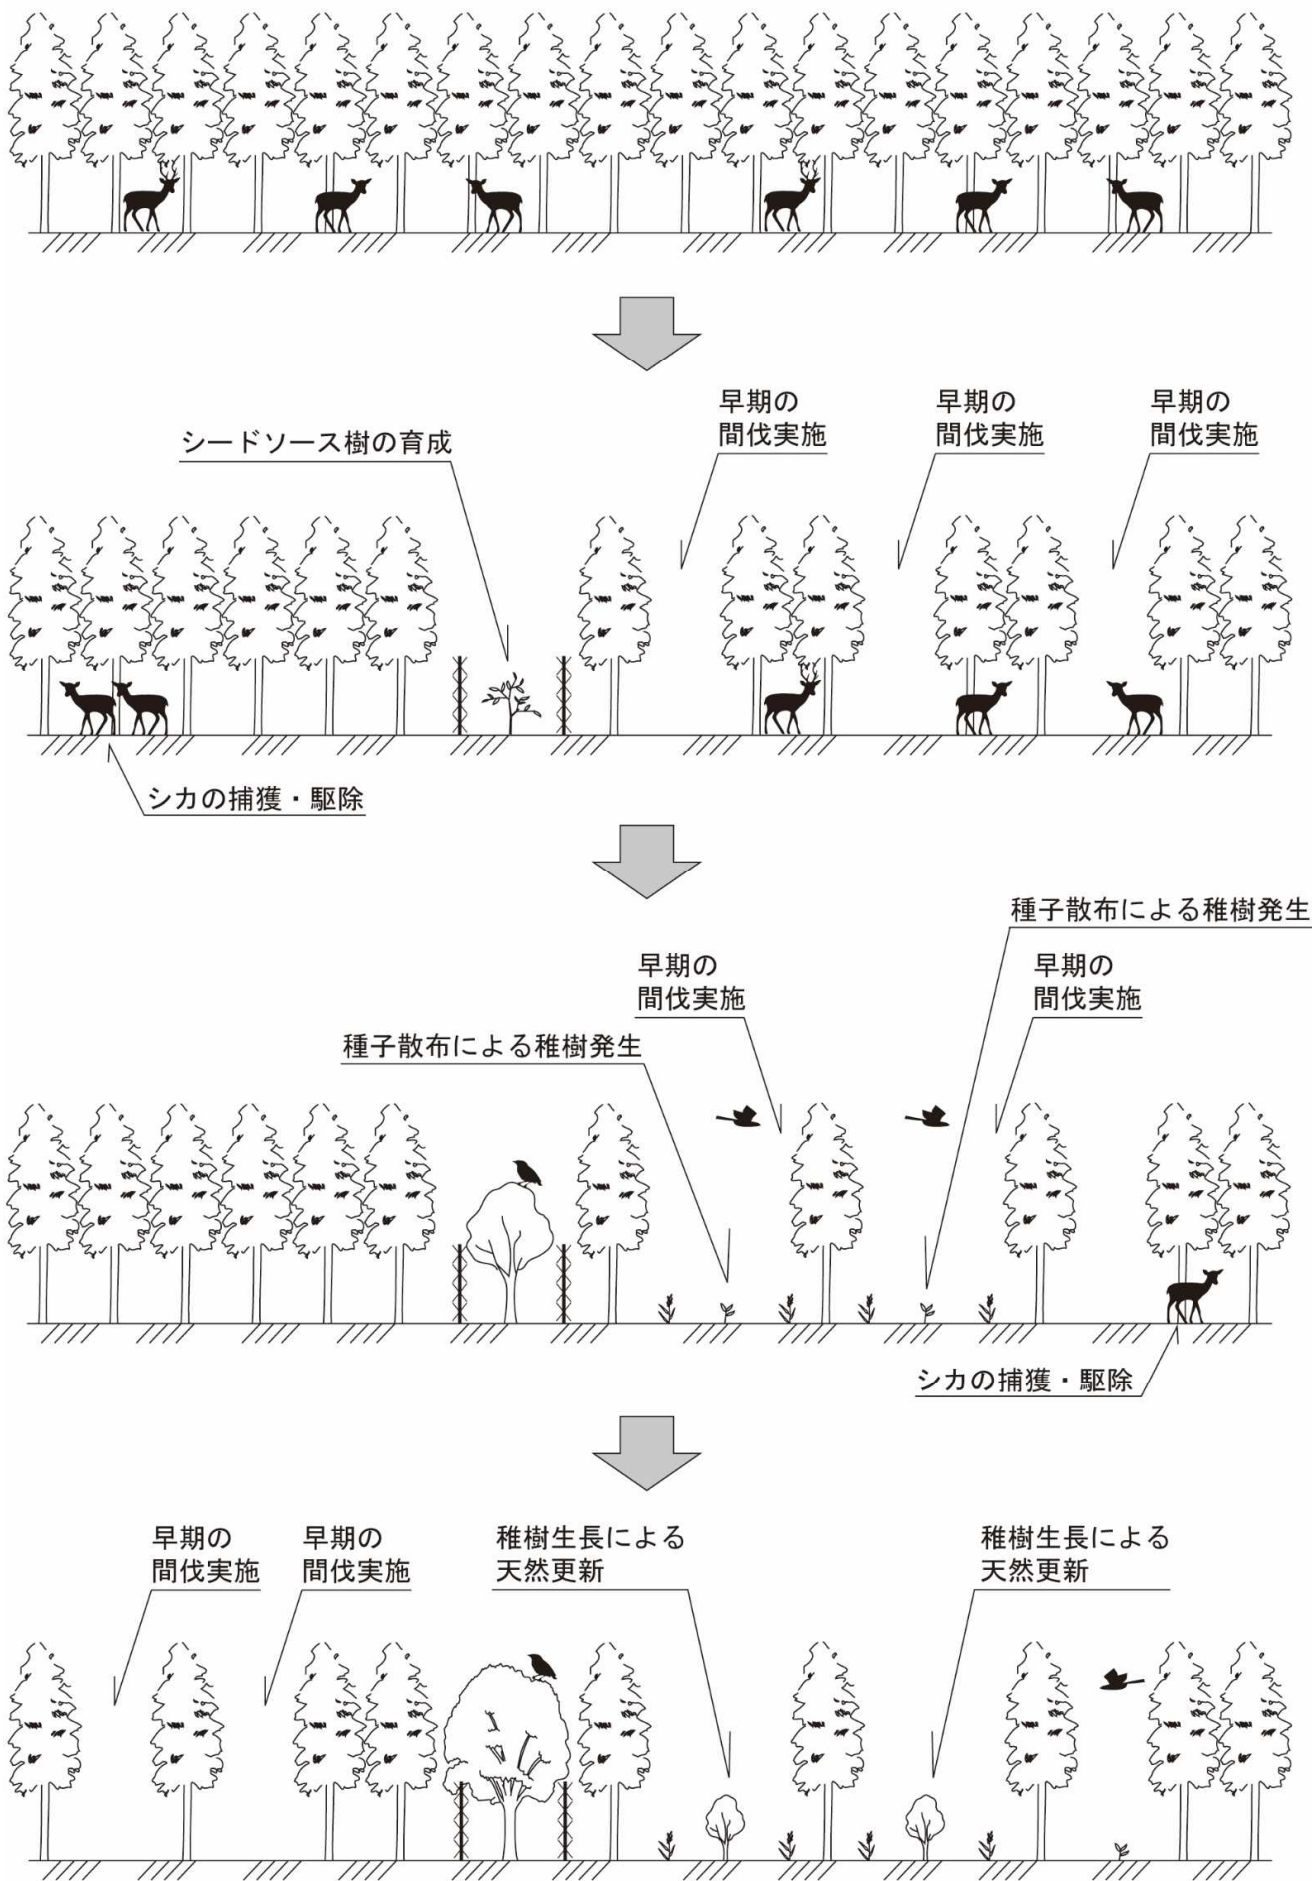 早期の
間伐実施
早期の
間伐実施
早期の
間伐実施
シードソース樹の育成
シカの捕獲・駆除
種子散布による稚樹発生
早期の
間伐実施
早期の
間伐実施
種子散布による稚樹発生
シカの捕獲・駆除
早期の
間伐実施
早期の
間伐実施
稚樹生長による
天然更新
稚樹生長による
天然更新